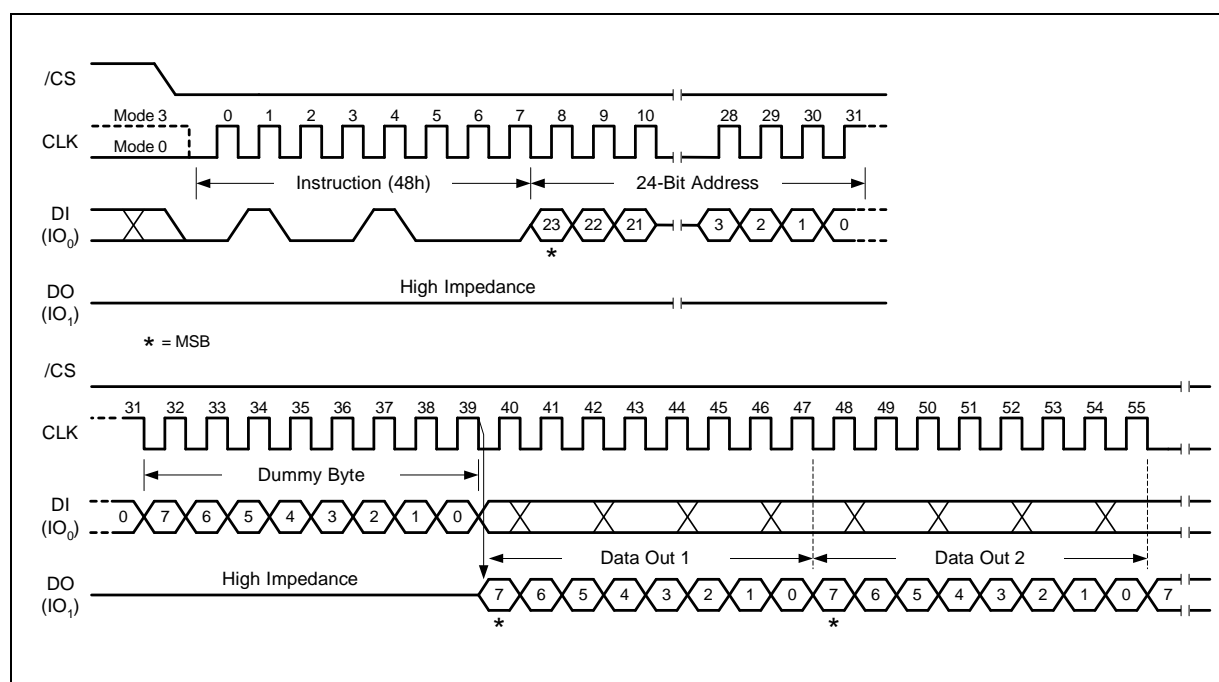 /CS
Mode 3 0 1 2 3 4 5 6 7 8 9 10 28 29 30 31
CLK
Mode 0
Instruction (48h) 24-Bit Address
DI
(IO0) 23 22 21 3 2 1 0
*
DO High Impedance
(IO1)
* = MSB
/CS
31 32 33 34 35 36 37 38 39 40 41 42 43 44 45 46 47 48 49 50 51 52 53 54 55
CLK
Dummy Byte
DI
(IO0) 0 7 6 5 4 3 2 1 0
Data Out 1 Data Out 2
DO High Impedance
(IO1) 7 6 5 4 3 2 1 0 7 6 5 4 3 2 1 0 7
* *